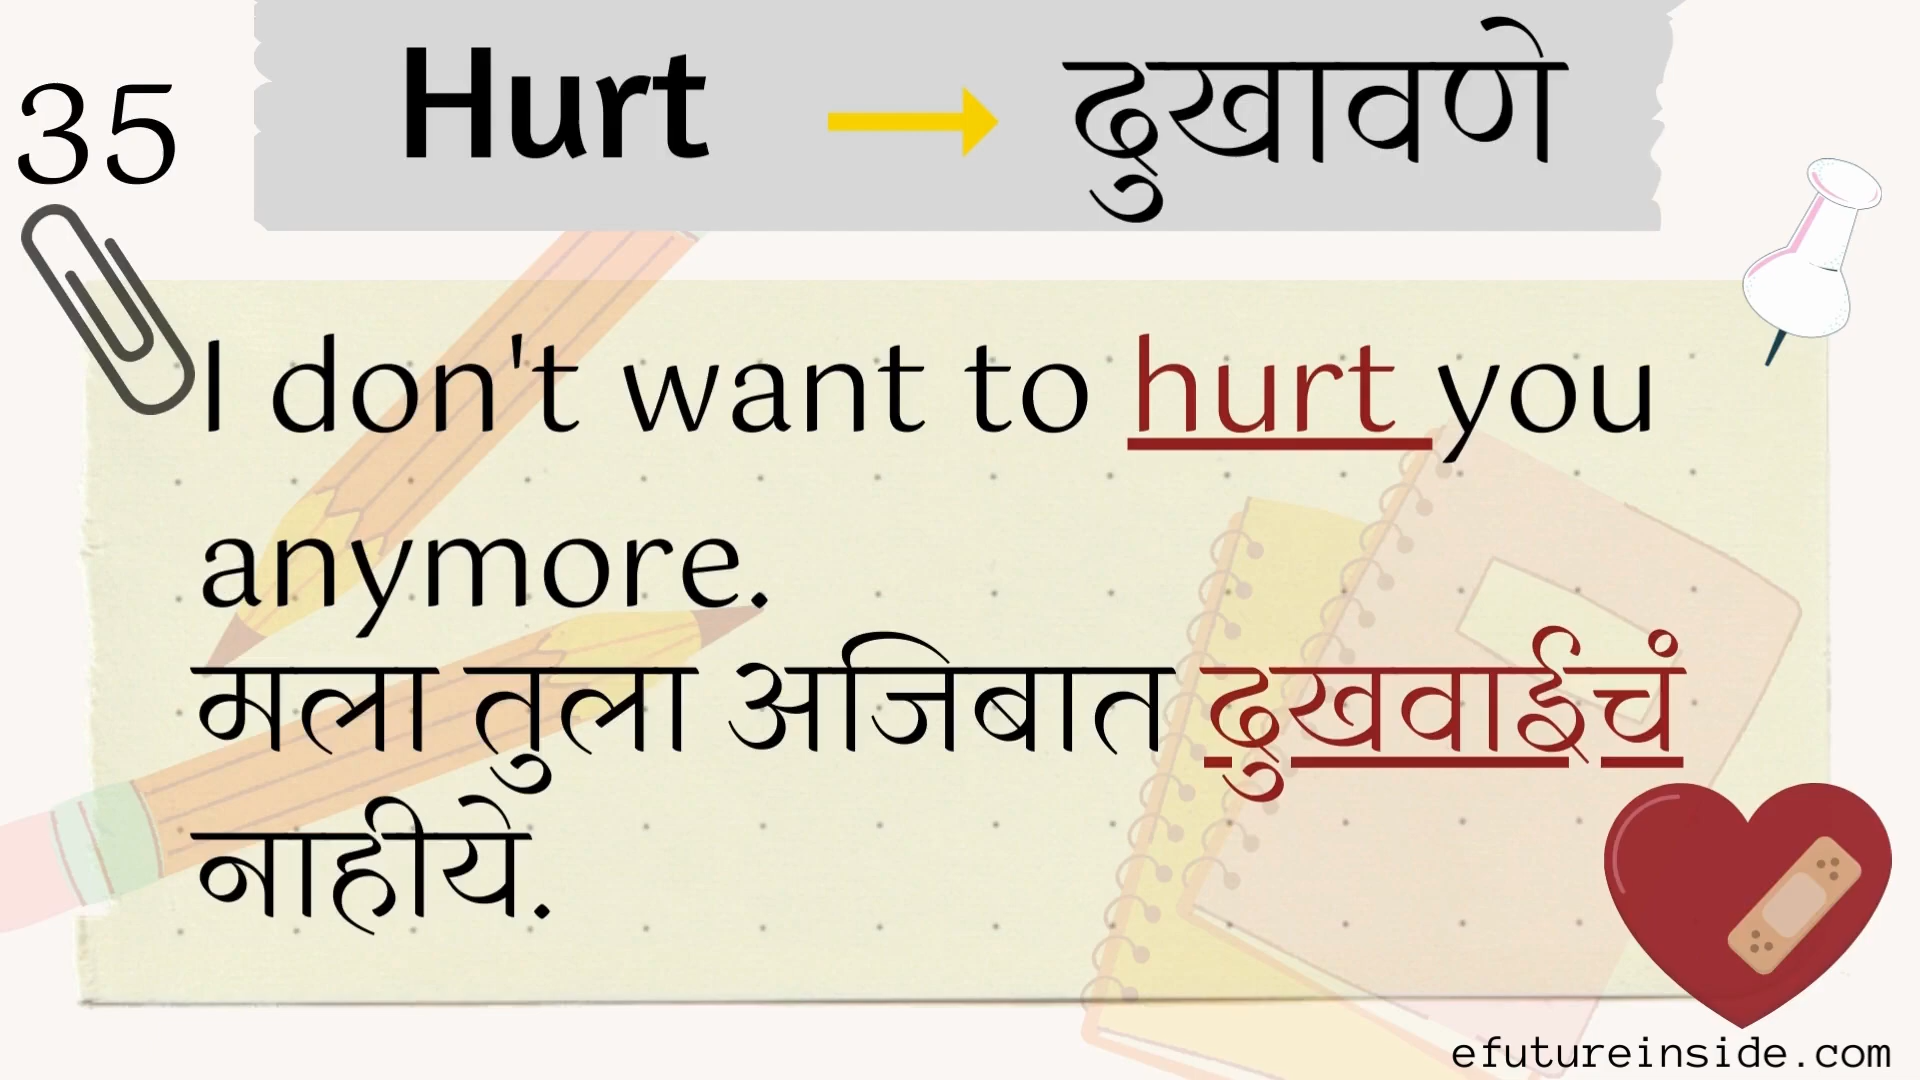 35
Hurt → दुखावणे
I don't want to hurt you
anymore.
मला तुला अजिबात दुखवाईचं
नाहीये.
efutureinside.com